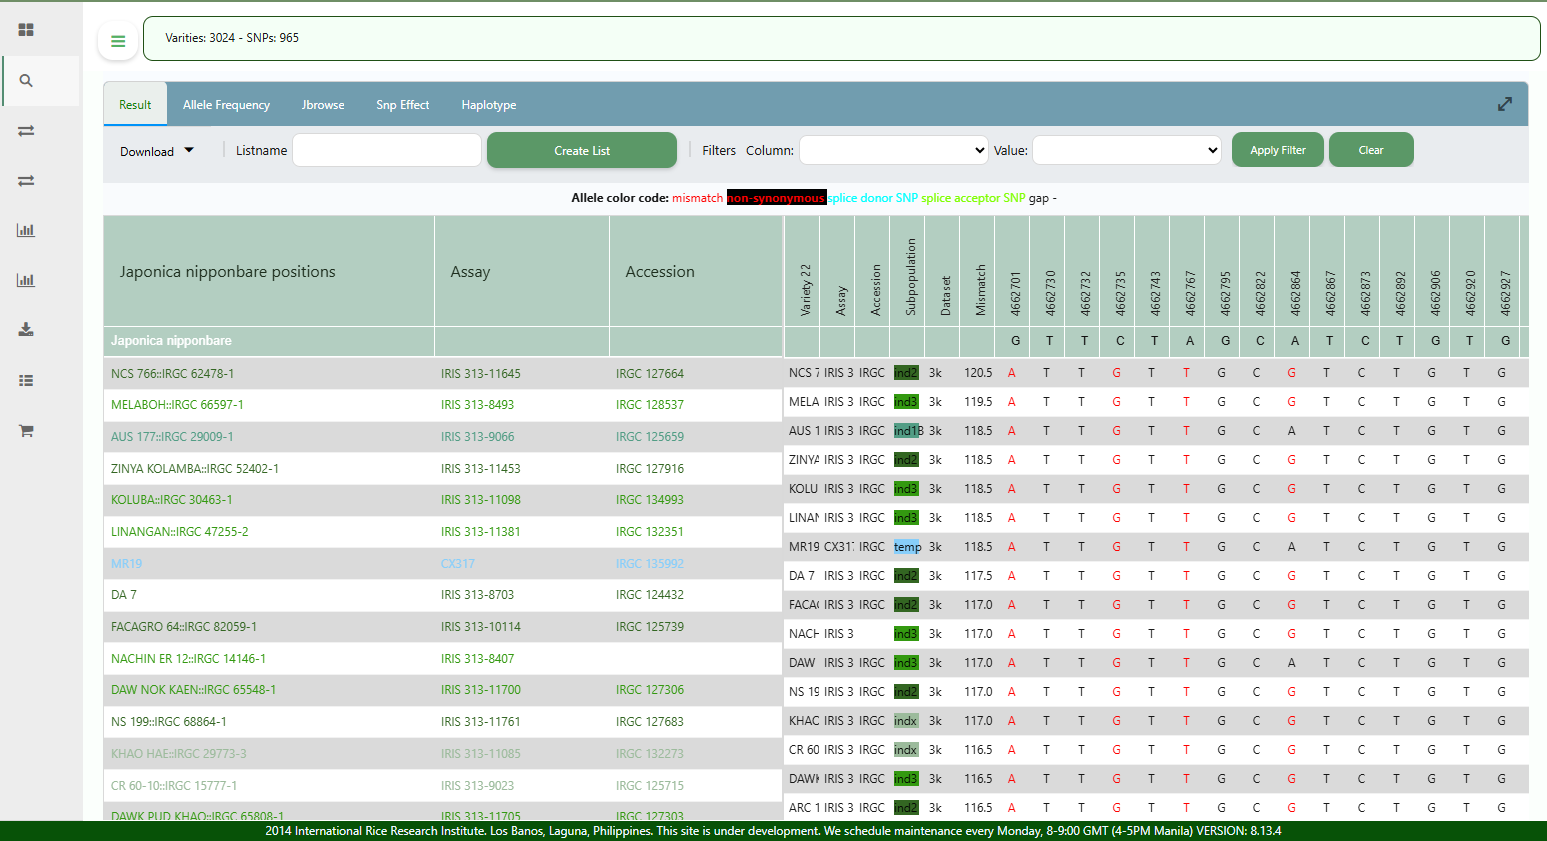 Varities: 3024 - SNPs: 965
Result Allele Frequency Jbrowse Snp Effect Haplotype
Download Listname Create List Filters Column: Value: Apply Filter Clear
Allele color code: mismatch non-synonymous splice donor SNP splice acceptor SNP gap -
Japonica nipponbare positions Assay Accession Variety 22 Assay Accession Subpopulation Dataset Mismatch 4662701 4662730 4662732 4662735 4662743 4662767 4662795 4662822 4662864 4662867 4662873 4662892 4662906 4662920 4662927
Japonica nipponbare G T T C T A G C A T C T G T G
NCS 766::IRGC 62478-1 IRIS 313-11645 IRGC 127664 NCS 7 IRIS 3 IRGC ind2 3k 120.5 A T T G T T G C G T C T G T G
MELABOH::IRGC 66597-1 IRIS 313-8493 IRGC 128537 MELA IRIS 3 IRGC ind3 3k 119.5 A T T G T T G C G T C T G T G
AUS 177::IRGC 29009-1 IRIS 313-9066 IRGC 125659 AUS 1 IRIS 3 IRGC ind1B 3k 118.5 A T T G T T G C A T C T G T G
ZINYA KOLAMBA::IRGC 52402-1 IRIS 313-11453 IRGC 127916 ZINYA IRIS 3 IRGC ind2 3k 118.5 A T T G T T G C G T C T G T G
KOLUBA::IRGC 30463-1 IRIS 313-11098 IRGC 134993 KOLU IRIS 3 IRGC ind3 3k 118.5 A T T G T T G C G T C T G T G
LINANGAN::IRGC 47255-2 IRIS 313-11381 IRGC 132351 LINAN IRIS 3 IRGC ind3 3k 118.5 A T T G T T G C G T C T G T G
MR19 CX317 IRGC 135992 MR19 CX317 IRGC temp 3k 118.5 A T T G T T G C A T C T G T G
DA 7 IRIS 313-8703 IRGC 124432 DA 7 IRIS 3 IRGC ind2 3k 117.5 A T T G T T G C G T C T G T G
FACAGRO 64::IRGC 82059-1 IRIS 313-10114 IRGC 125739 FACA IRIS 3 IRGC ind2 3k 117.0 A T T G T T G C G T C T G T G
NACHIN ER 12::IRGC 14146-1 IRIS 313-8407 NACH IRIS 3 ind3 3k 117.0 A T T G T T G C G T C T G T G
DAW NOK KAEN::IRGC 65548-1 IRIS 313-11700 IRGC 127306 DAW IRIS 3 IRGC ind3 3k 117.0 A T T G T T G C A T C T G T G
NS 199::IRGC 68864-1 IRIS 313-11761 IRGC 127683 NS 19 IRIS 3 IRGC ind2 3k 117.0 A T T G T T G C G T C T G T G
KHAO HAE::IRGC 29773-3 IRIS 313-11085 IRGC 132273 KHAO IRIS 3 IRGC indx 3k 117.0 A T T G T T G C G T C T G T G
CR 60-10::IRGC 15777-1 IRIS 313-9023 IRGC 125715 CR 60 IRIS 3 IRGC indx 3k 116.5 A T T G T T G C G T C T G T G
DAWK PUD KHAO::IRGC 65808-1 IRIS 313-11705 IRGC 127303 DAWK IRIS 3 IRGC ind3 3k 116.5 A T T G T T G C G T C T G T G
ARC 1 IRIS 3 IRGC ind2 3k 116.5 A T T G T T G C G T C T G T G
2014 International Rice Research Institute. Los Banos, Laguna, Philippines. This site is under development. We schedule maintenance every Monday, 8-9:00 GMT (4-5PM Manila) VERSION: 8.13.4